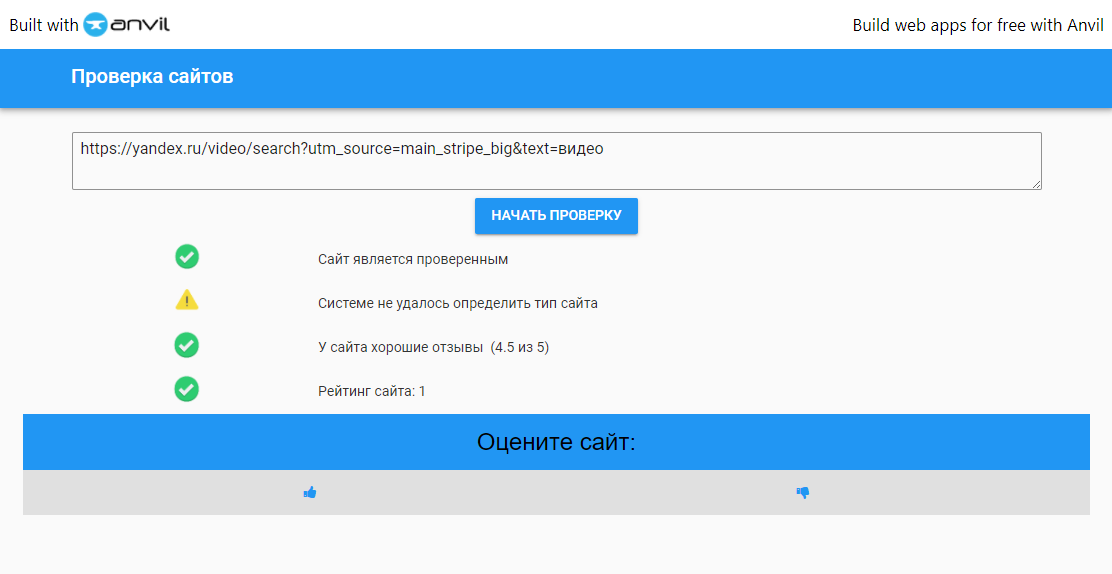 Built with anvil
Build web apps for free with Anvil
Проверка сайтов
https://yandex.ru/video/search?utm_source=main_stripe_big&text=видео
НАЧАТЬ ПРОВЕРКУ
Сайт является проверенным
Системе не удалось определить тип сайта
У сайта хорошие отзывы (4.5 из 5)
Рейтинг сайта: 1
Оцените сайт: